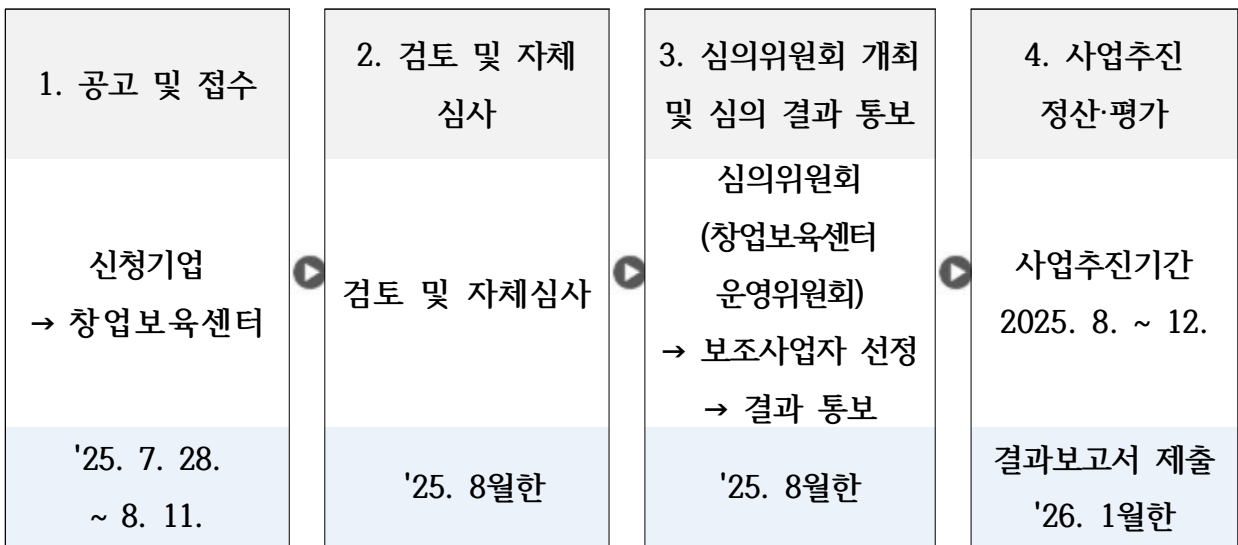 1. 공고 및 접수
신청기업
→ 창업보육센터
'25. 7. 28.
~ 8. 11.
2. 검토 및 자체
심사
검토 및 자체심사
'25. 8월한
3. 심의위원회 개최
및 심의 결과 통보
심의위원회
(창업보육센터
운영위원회)
→ 보조사업자 선정
→ 결과 통보
'25. 8월한
4. 사업추진
정산·평가
사업추진기간
2025. 8. ~ 12.
결과보고서 제출
'26. 1월한